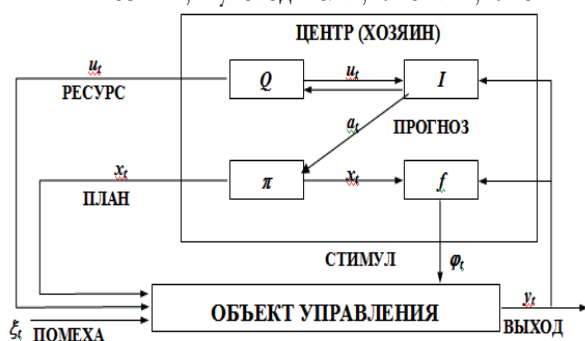 ЦЕНТР (ХОЗЯИН)
u_t Q u_t I
РЕСУРС
a_t ПРОГНОЗ
x_t π x_t f
ПЛАН
СТИМУЛ φ_t
ОБЪЕКТ УПРАВЛЕНИЯ y_t
ξ_t ПОМЕХА ВЫХОД